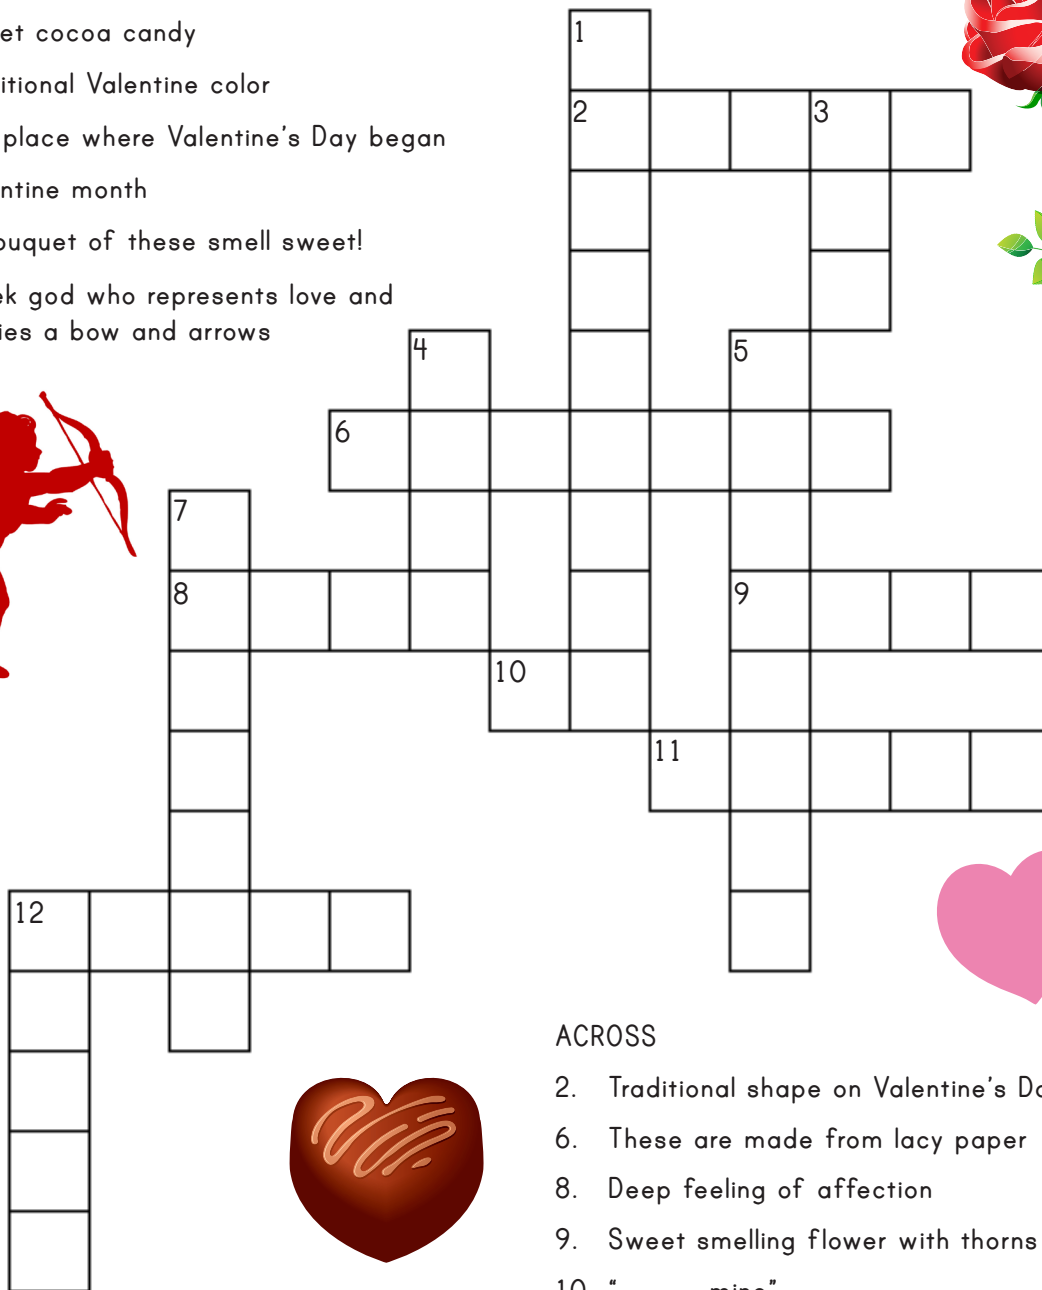 et cocoa candy
itional Valentine color
place where Valentine's Day began
ntine month
ouquet of these smell sweet!
ek god who represents love and
ies a bow and arrows
1
2 3
4 5
6
7
8 9
10
11
12
ACROSS
2. Traditional shape on Valentine's Da
6. These are made from lacy paper
8. Deep feeling of affection
9. Sweet smelling flower with thorns
10. "____ mine"